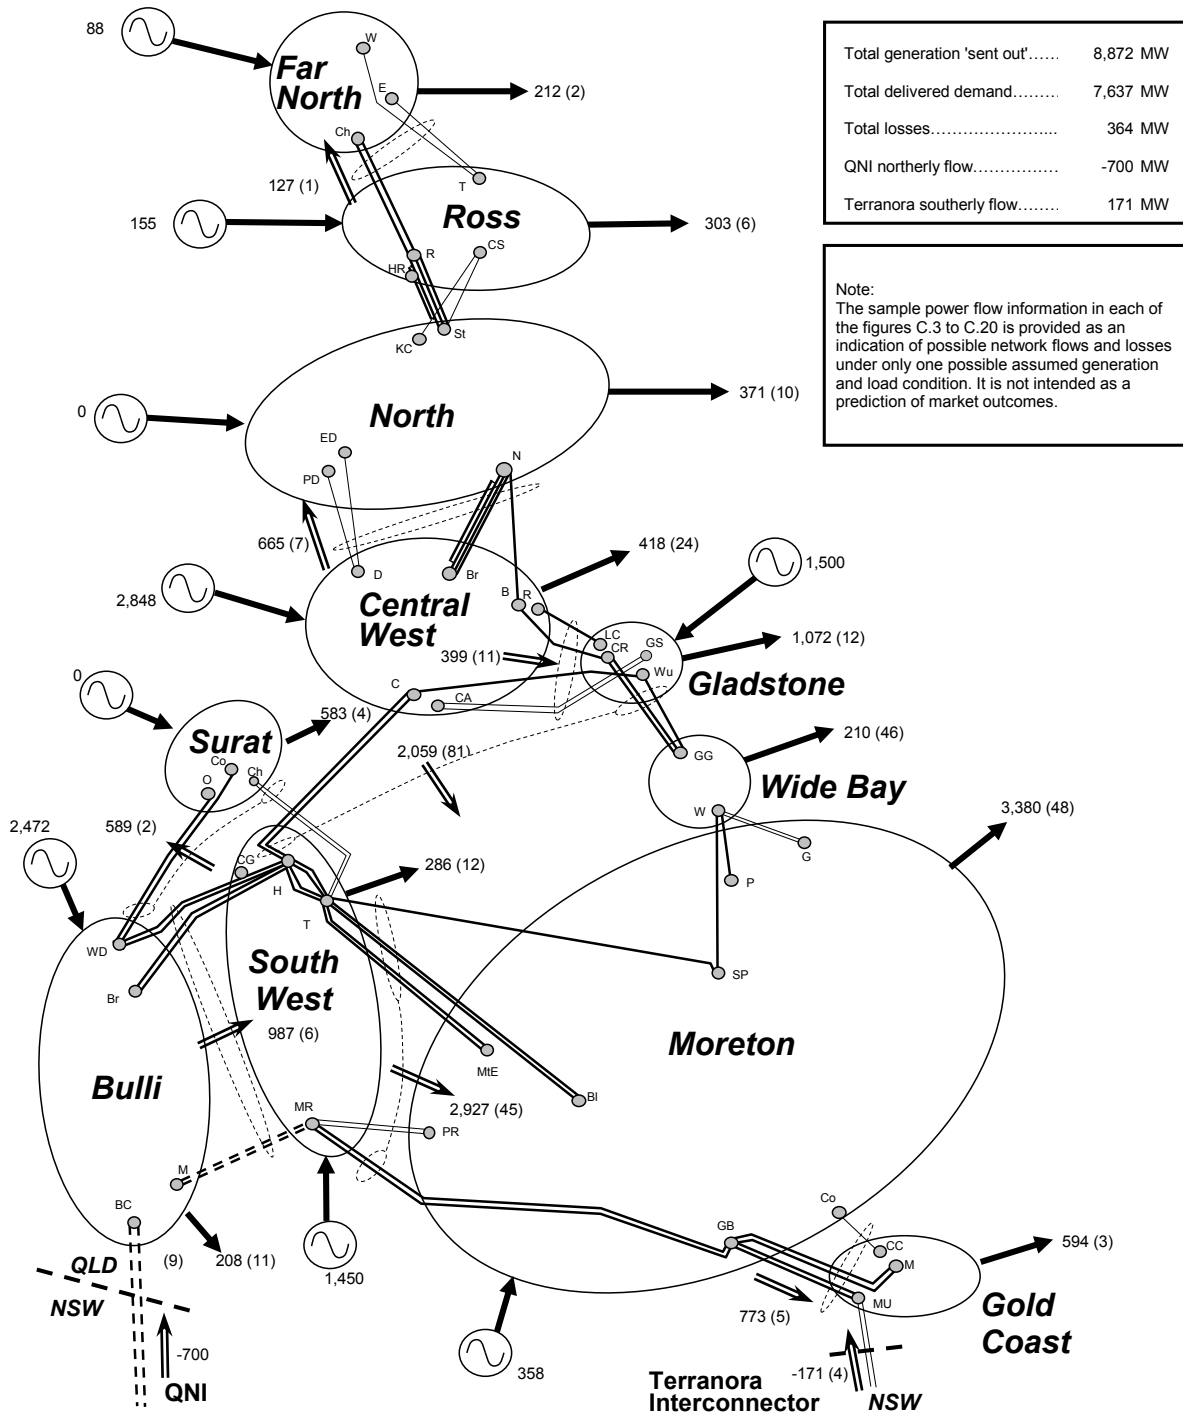 88
W
Far
North
E
212 (2)
Ch
127 (1)
T
155
Ross
303 (6)
R
CS
HR
St
KC
0
North
371 (10)
ED
N
PD
665 (7)
418 (24)
1,500
2,848
D
Br
B
R
Central
West
LC
CR
GS
1,072 (12)
399 (11)
Wu
Gladstone
0
C
CA
583 (4)
Surat
2,059 (81)
210 (46)
GG
Co
Ch
O
Wide Bay
W
3,380 (48)
2,472
589 (2)
G
CG
286 (12)
P
H
T
WD
South
West
SP
Br
987 (6)
Moreton
Bulli
MtE
Bl
2,927 (45)
MR
PR
M
BC
Co
GB
CC
594 (3)
(9)
208 (11)
1,450
M
QLD
NSW
MU
Gold
Coast
773 (5)
-700
QNI
358
-171 (4)
Terranora
Interconnector
NSW
Total generation 'sent out'...... 8,872 MW
Total delivered demand......... 7,637 MW
Total losses........................ 364 MW
QNI northerly flow................ -700 MW
Terranora southerly flow........ 171 MW
Note:
The sample power flow information in each of
the figures C.3 to C.20 is provided as an
indication of possible network flows and losses
under only one possible assumed generation
and load condition. It is not intended as a
prediction of market outcomes.